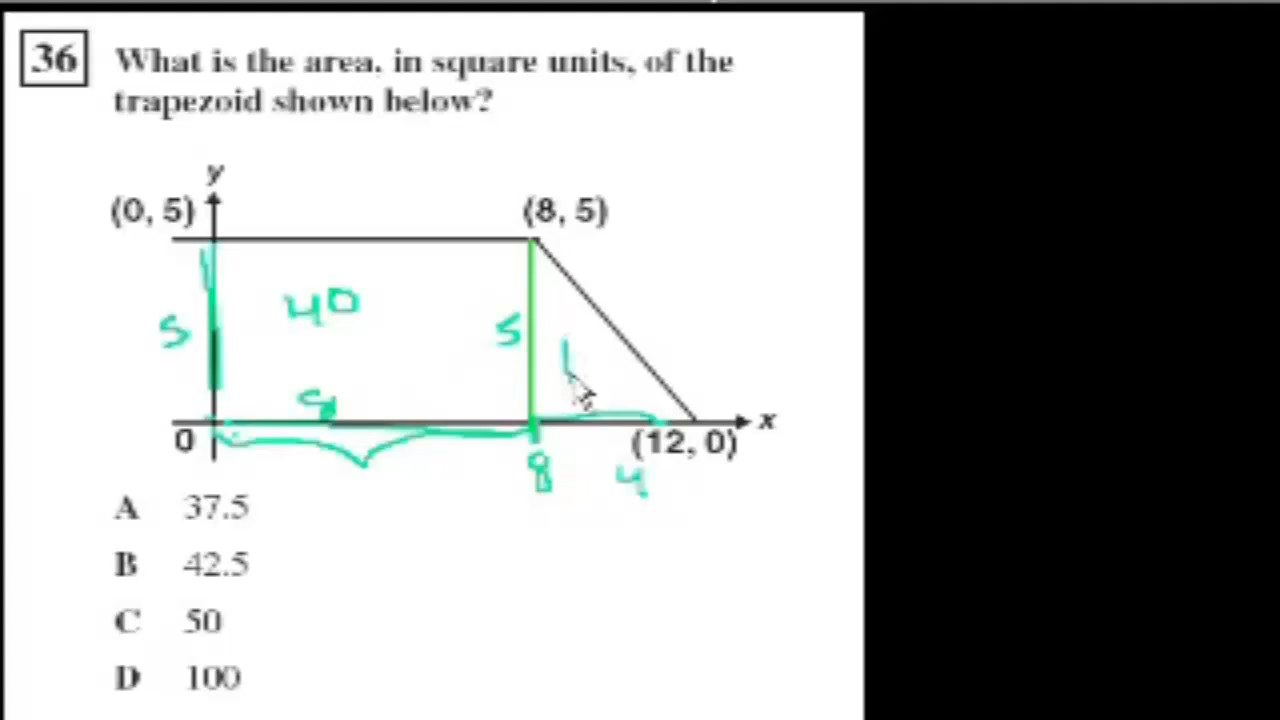 36 What is the area, in square units, of the
trapezoid shown below?
y
(0, 5) (8, 5)
40
5 5
8
0 (12, 0) x
8 4
A 37.5
B 42.5
C 50
D 100